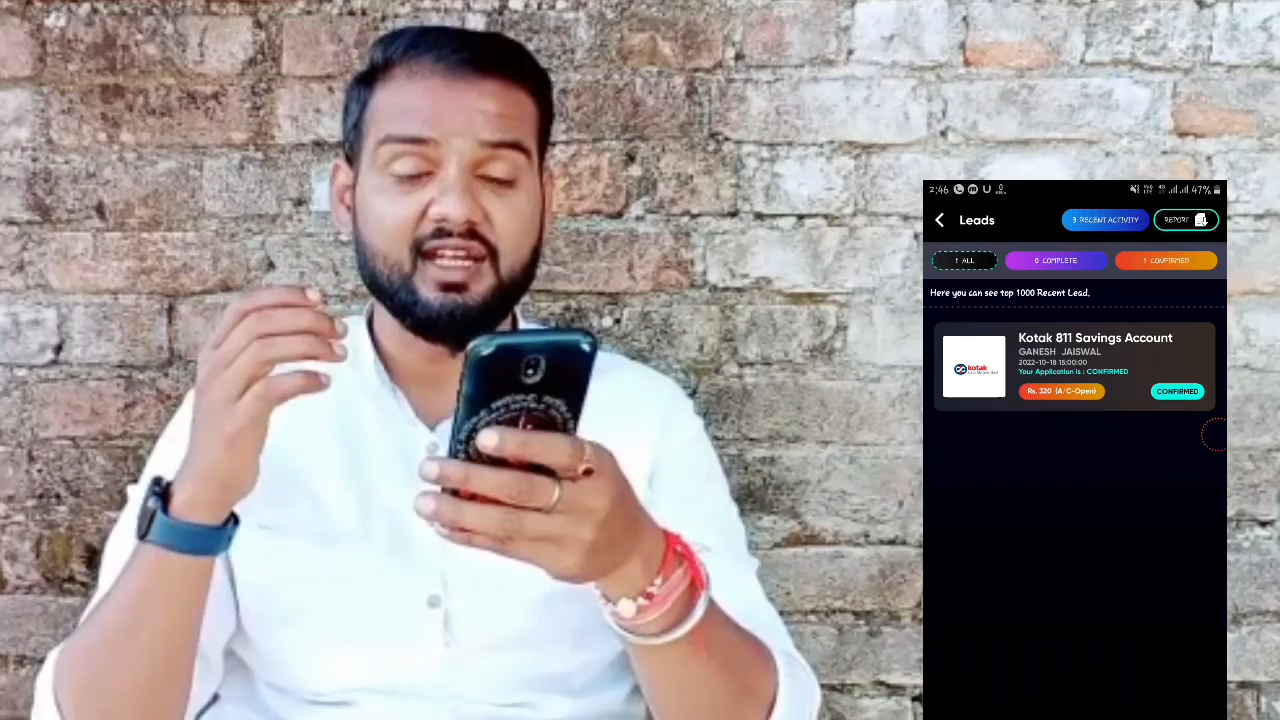 2:46
47%
Leads
3 RECENT ACTIVITY
REPORT
1 ALL
0 COMPLETE
1 CONFIRMED
Here you can see top 1000 Recent Lead,
Kotak 811 Savings Account
GANESH JAISWAL
2022-10-18 15:00:00
Your Application is : CONFIRMED
kotak
Rs. 320 (A/C-Open)
CONFIRMED